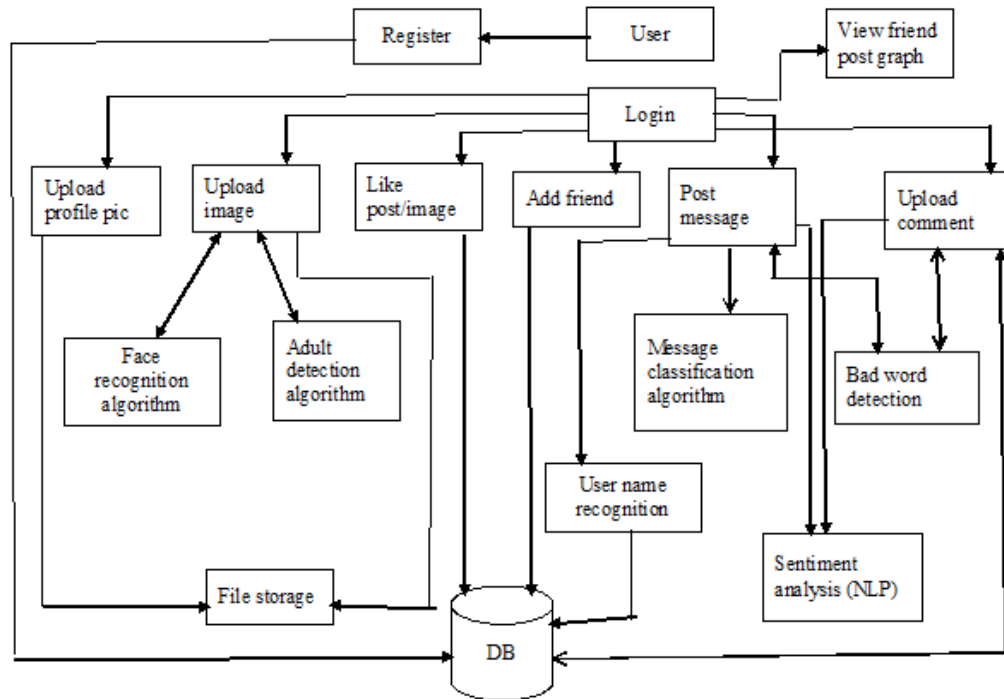 Register
User
View friend
post graph
Login
Upload
profile pic
Upload
image
Like
post/image
Add friend
Post
message
Upload
comment
Face
recognition
algorithm
Adult
detection
algorithm
Message
classification
algorithm
Bad word
detection
User name
recognition
Sentiment
analysis (NLP)
File storage
DB